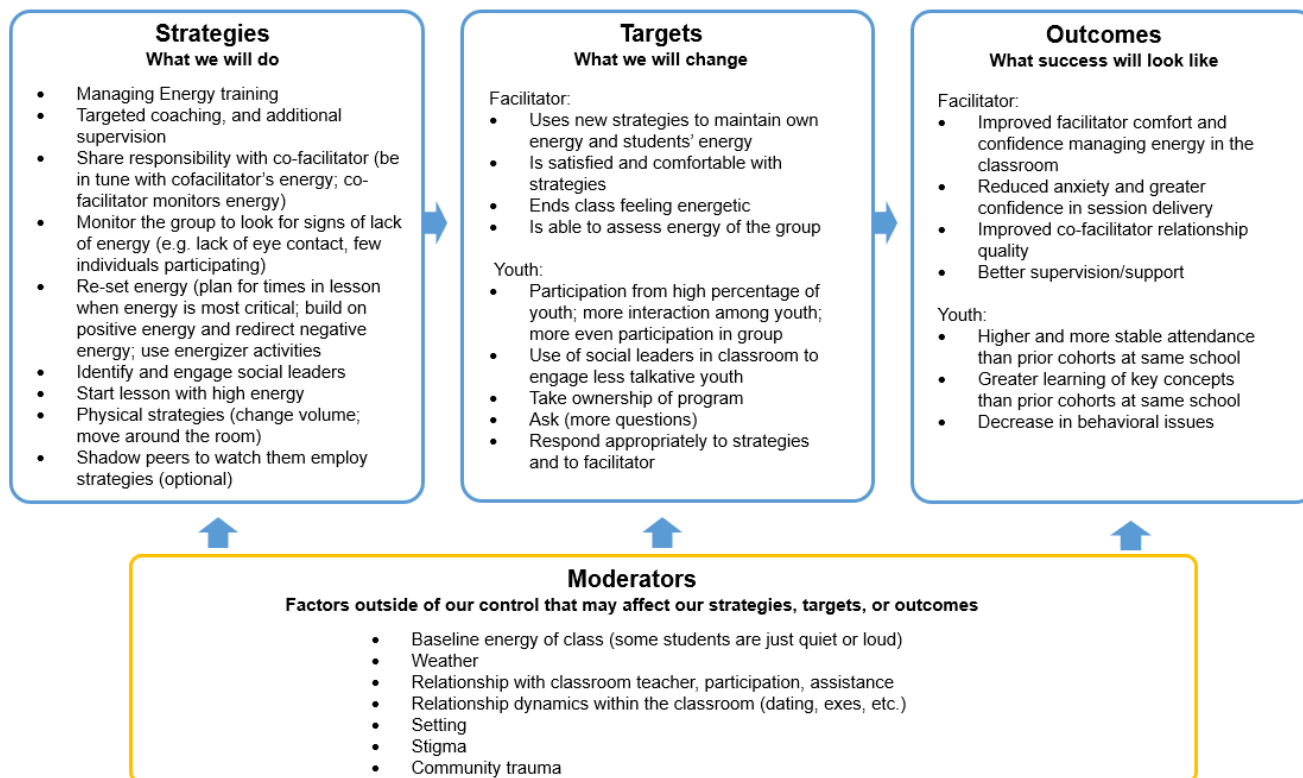 Strategies
What we will do
• Managing Energy training
• Targeted coaching, and additional
supervision
• Share responsibility with co-facilitator (be
in tune with cofacilitator's energy; co-
facilitator monitors energy)
• Monitor the group to look for signs of lack
of energy (e.g. lack of eye contact, few
individuals participating)
• Re-set energy (plan for times in lesson
when energy is most critical; build on
positive energy and redirect negative
energy; use energizer activities
• Identify and engage social leaders
• Start lesson with high energy
• Physical strategies (change volume;
move around the room)
• Shadow peers to watch them employ
strategies (optional)
Targets
What we will change
Facilitator:
• Uses new strategies to maintain own
energy and students' energy
• Is satisfied and comfortable with
strategies
• Ends class feeling energetic
• Is able to assess energy of the group
Youth:
• Participation from high percentage of
youth; more interaction among youth;
more even participation in group
• Use of social leaders in classroom to
engage less talkative youth
• Take ownership of program
• Ask (more questions)
• Respond appropriately to strategies
and to facilitator
Outcomes
What success will look like
Facilitator:
• Improved facilitator comfort and
confidence managing energy in the
classroom
• Reduced anxiety and greater
confidence in session delivery
• Improved co-facilitator relationship
quality
• Better supervision/support
Youth:
• Higher and more stable attendance
than prior cohorts at same school
• Greater learning of key concepts
than prior cohorts at same school
• Decrease in behavioral issues
Moderators
Factors outside of our control that may affect our strategies, targets, or outcomes
• Baseline energy of class (some students are just quiet or loud)
• Weather
• Relationship with classroom teacher, participation, assistance
• Relationship dynamics within the classroom (dating, exes, etc.)
• Setting
• Stigma
• Community trauma